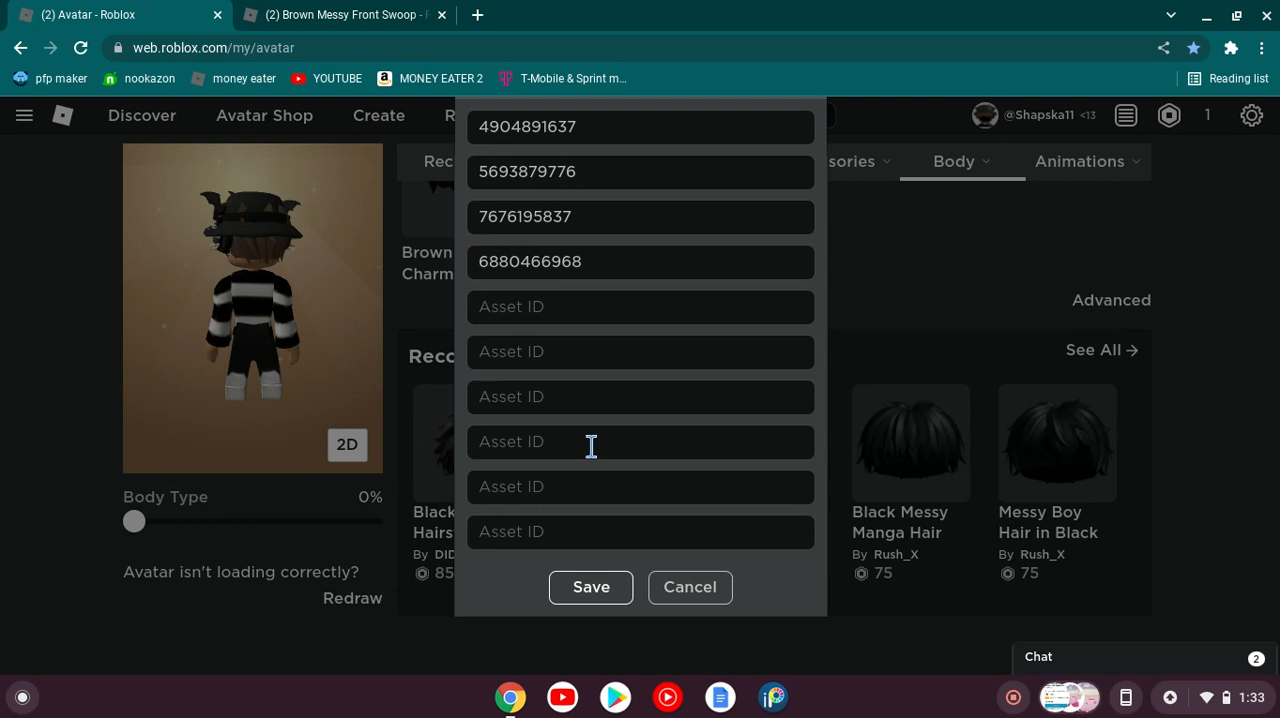 (2) Avatar - Roblox
(2) Brown Messy Front Swoop -
web.roblox.com/my/avatar
pfp maker
nookazon
money eater
YOUTUBE
MONEY EATER 2
T-Mobile & Sprint m...
Reading list
Discover
Avatar Shop
Create
R
@Shapska11 <13
1
Rec
sories
Body
Animations
4904891637
5693879776
7676195837
6880466968
Asset ID
Asset ID
Asset ID
Asset ID
Asset ID
Asset ID
Save
Cancel
2D
Body Type
0%
Avatar isn't loading correctly?
Redraw
Brown
Charm
Advanced
Reco
See All
Black
Hairs
By DID
85
Black Messy
Manga Hair
By Rush_X
75
Messy Boy
Hair in Black
By Rush_X
75
Chat
2
1:33